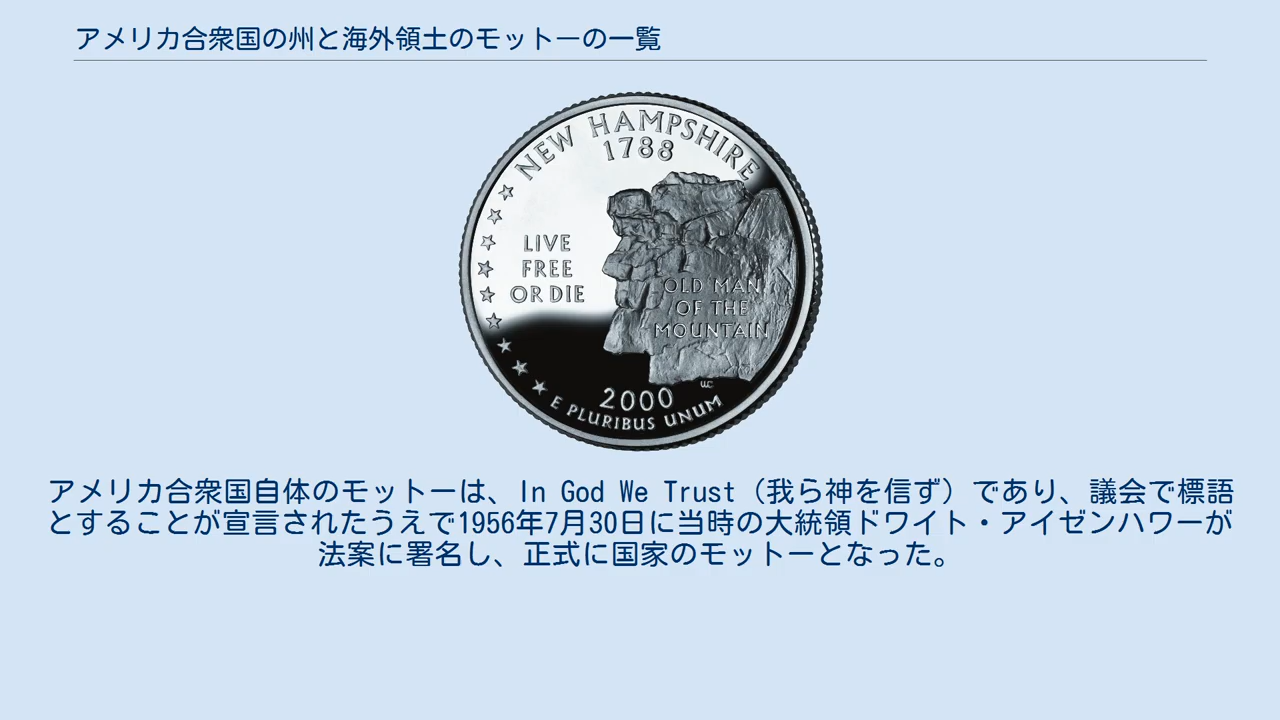 アメリカ合衆国の州と海外領土のモットーの一覧
NEW HAMPSHIRE
1788
LIVE
FREE
OR DIE
OLD MAN
OF THE
MOUNTAIN
UC
2000
E PLURIBUS UNUM
アメリカ合衆国自体のモットーは、In God We Trust（我ら神を信ず）であり、議会で標語
とすることが宣言されたうえで1956年7月30日に当時の大統領ドワイト・アイゼンハワーが
法案に署名し、正式に国家のモットーとなった。